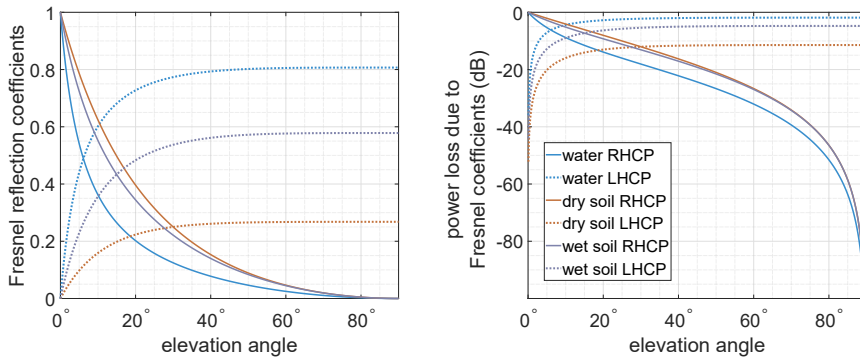 Fresnel reflection coefficients
1
0.8
0.6
0.4
0.2
0
0° 20° 40° 60° 80°
elevation angle
power loss due to
Fresnel coefficients (dB)
0
-20
-40
-60
-80
water RHCP
water LHCP
dry soil RHCP
dry soil LHCP
wet soil RHCP
wet soil LHCP
0° 20° 40° 60° 80°
elevation angle